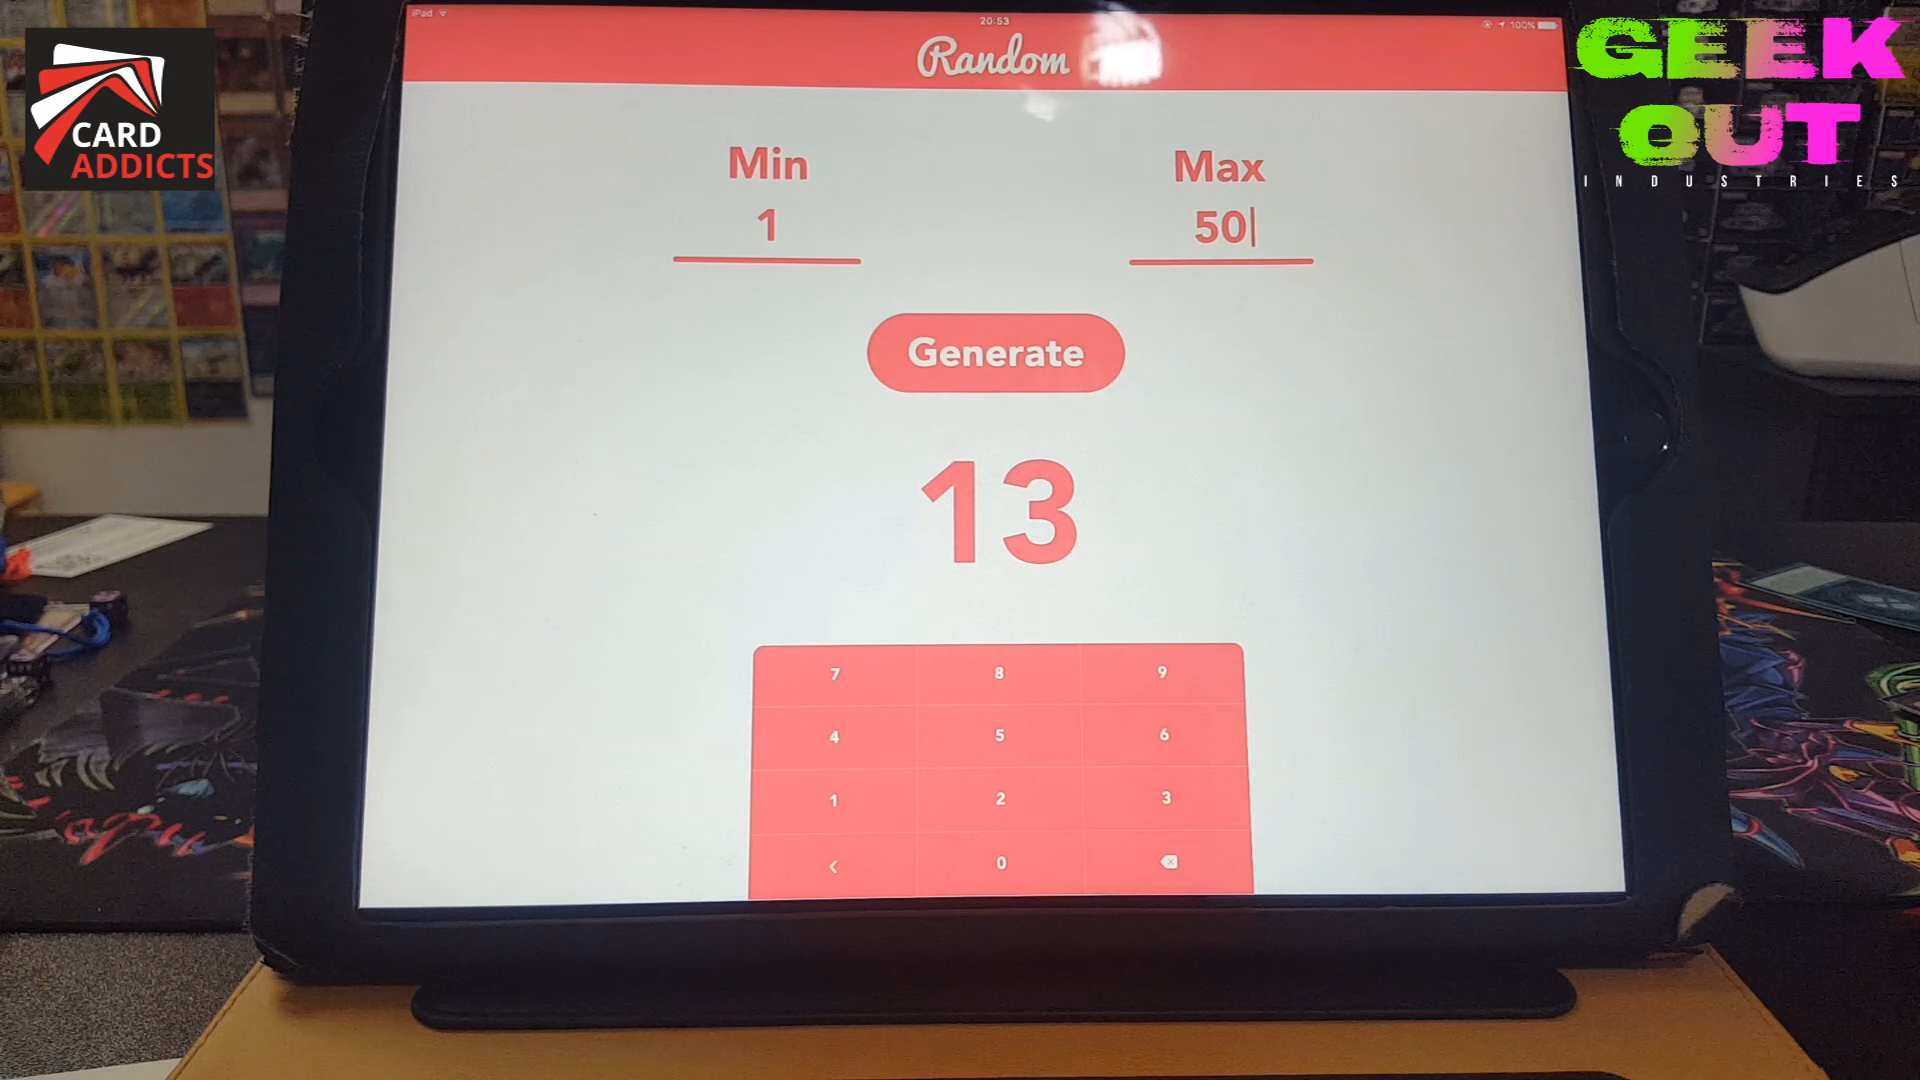 iPad
20:53
100%
Random
CARD
ADDICTS
GEEK
OUT
INDUSTRIES
Min
Max
1
50
Generate
13
7 8 9
4 5 6
1 2 3
0